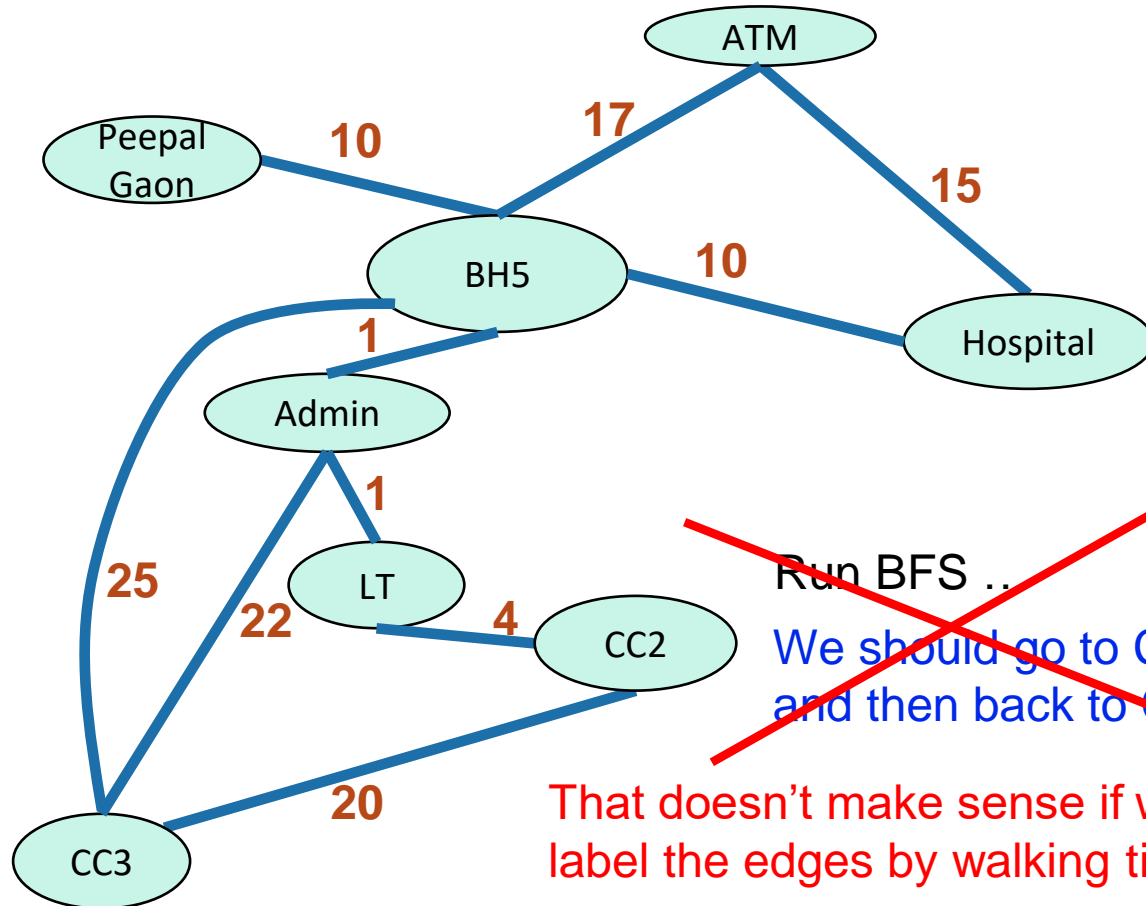 ATM
17
Peepal
Gaon
10
15
BH5
10
Hospital
1
Admin
1
25
22
LT
4
CC2
Run BFS ..
We should go to
and then back to
20
CC3
That doesn't make sense if
label the edges by walking